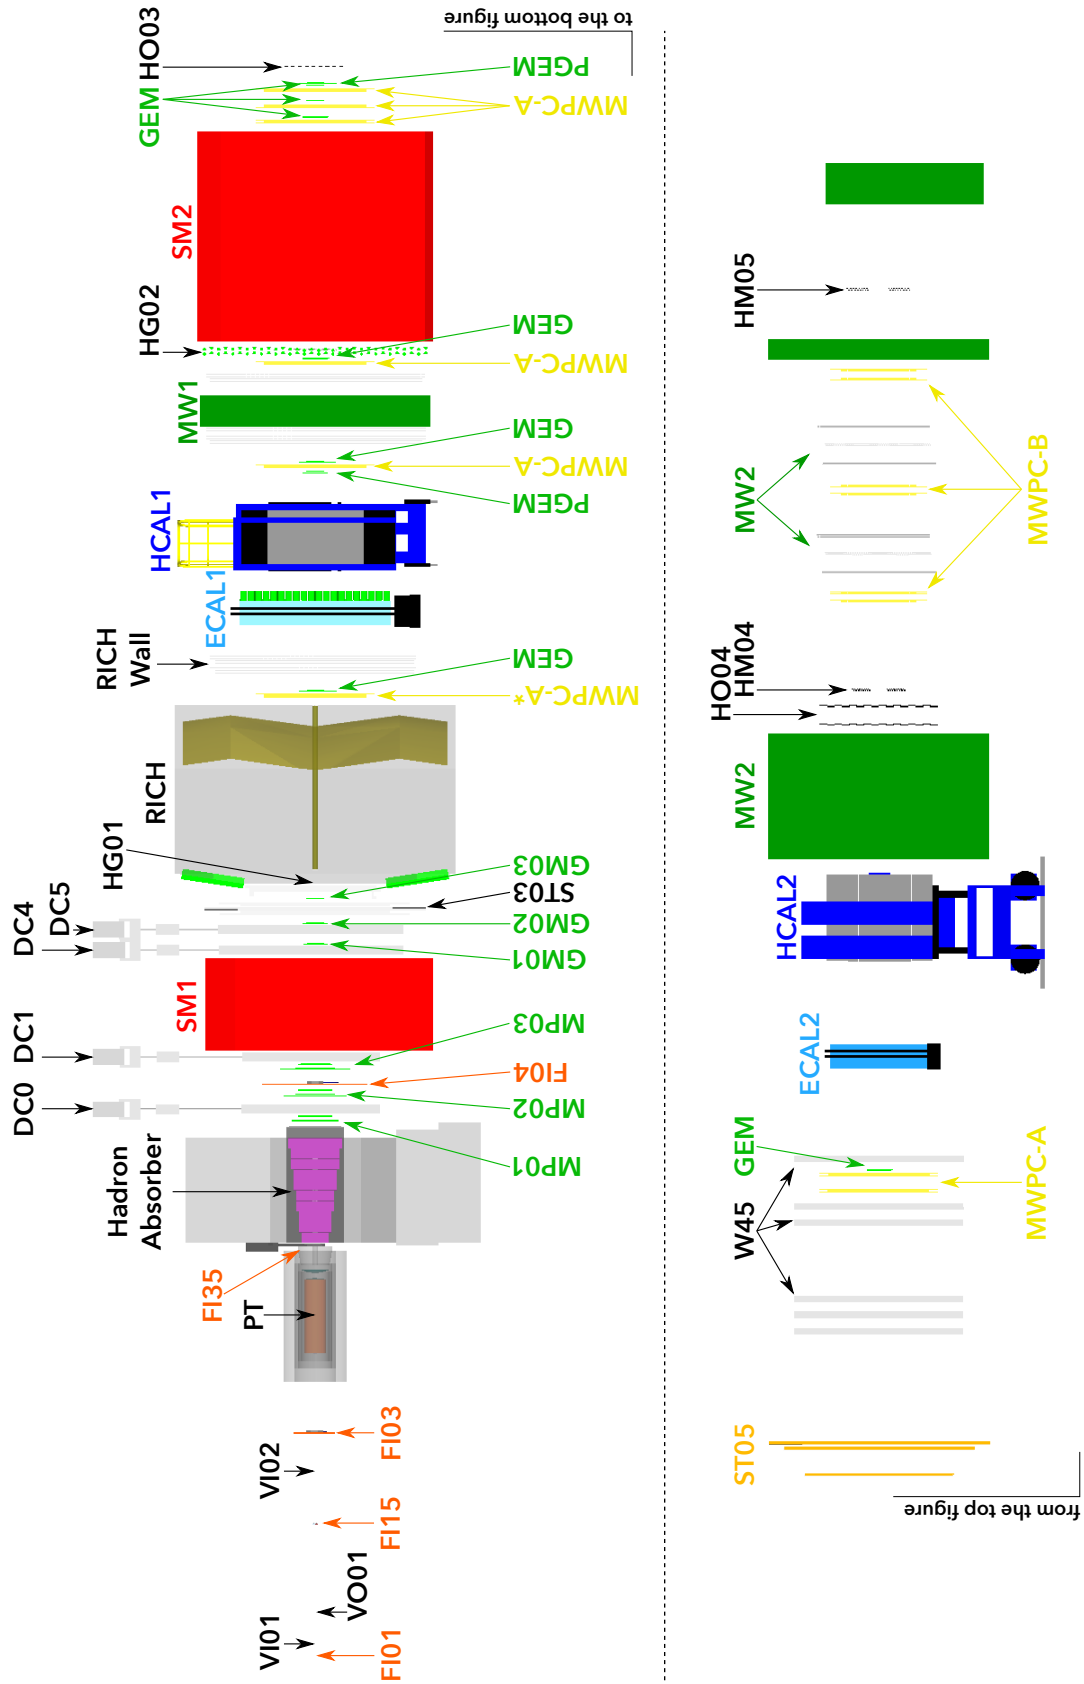 VI01
FI01
VO01
FI15
VI02
FI03
PT
FI35
Hadron
Absorber
MP01
DC0
MP02
FI04
DC1
MP03
SM1
GM01
DC4
GM02
DC5
ST03
GM03
HG01
RICH
MWPC-A*
GEM
RICH
Wall
ECAL1
HCAL1
PGEM
MWPC-A
GEM
MW1
MWPC-A
GEM
HG02
SM2
GEM
MWPC-A
PGEM
HO03
to the bottom figure
from the top figure
ST05
W45
MWPC-A
GEM
ECAL2
HCAL2
MW2
HO04
HM04
MW2
MWPC-B
HM05